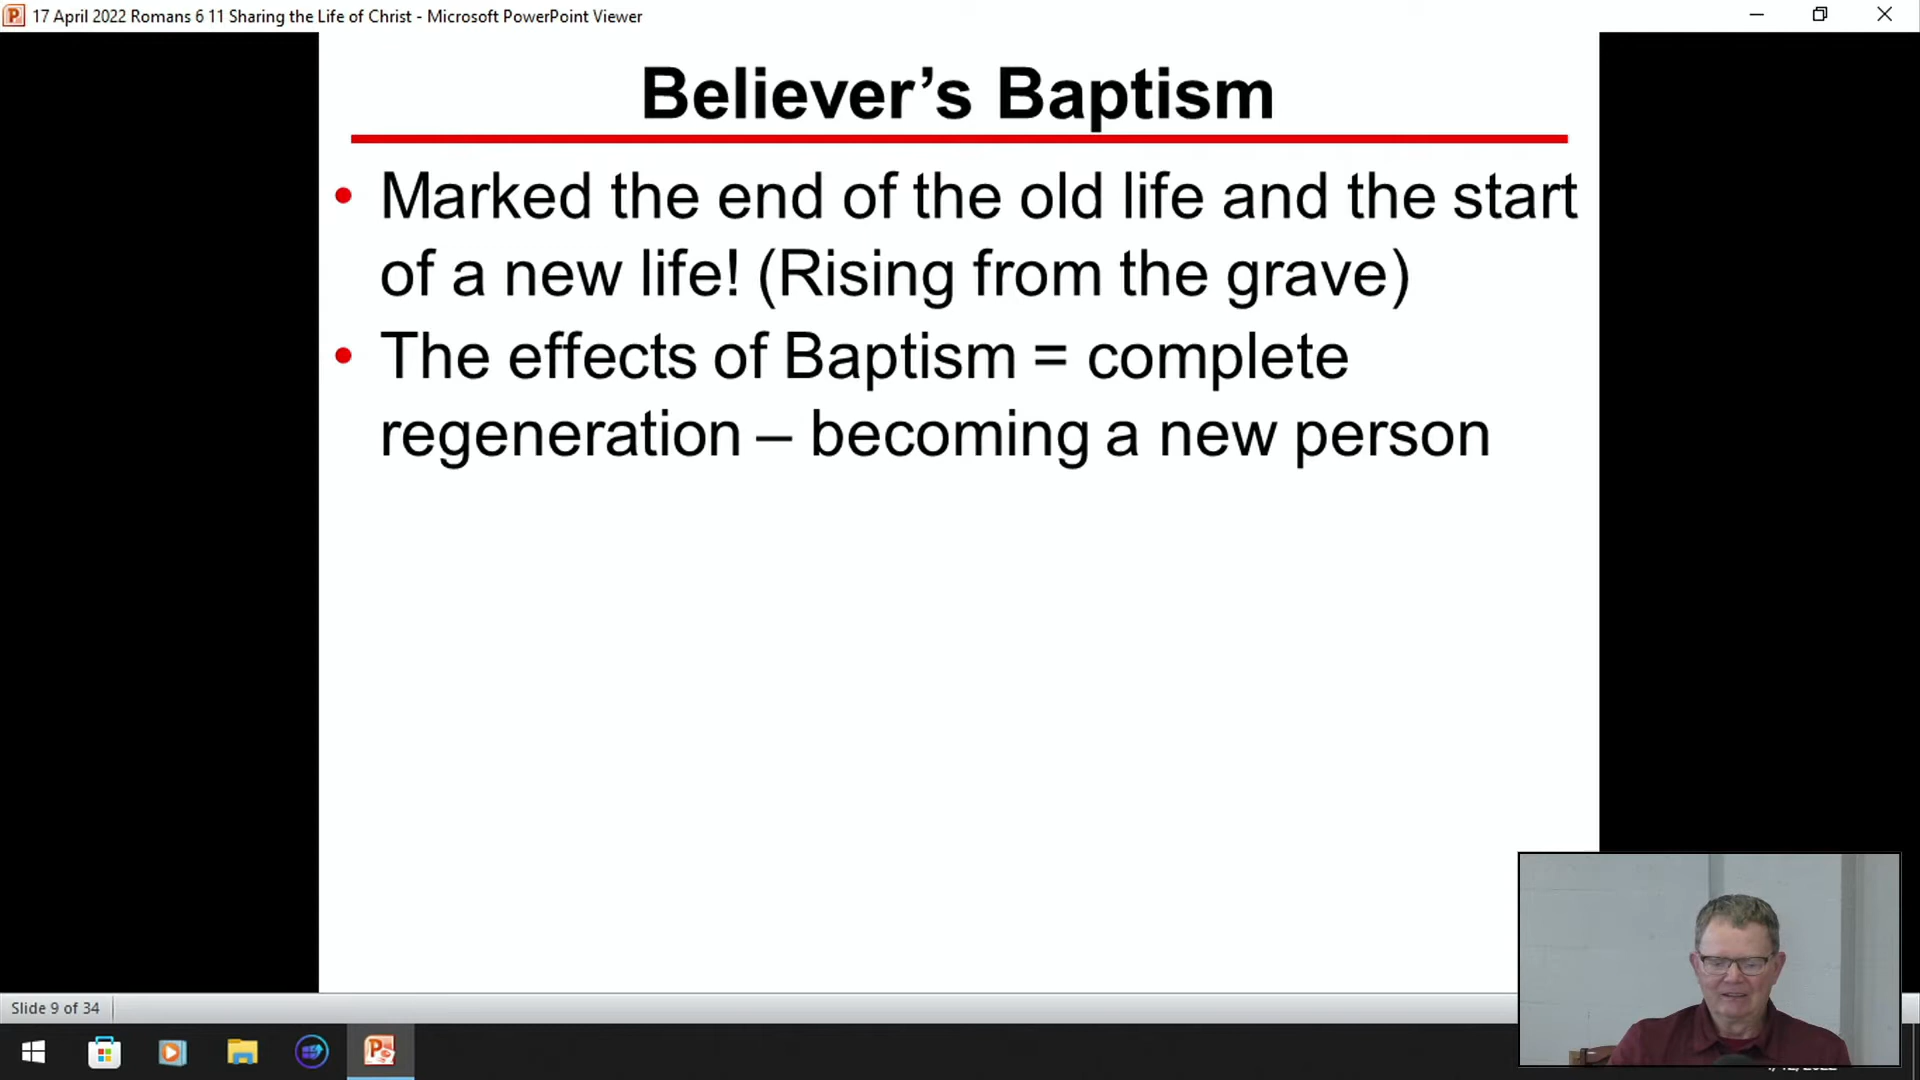 17 April 2022 Romans 6 11 Sharing the Life of Christ - Microsoft PowerPoint Viewer
Believer’s Baptism
• Marked the end of the old life and the start
of a new life! (Rising from the grave)
• The effects of Baptism = complete
regeneration – becoming a new person
Slide 9 of 34